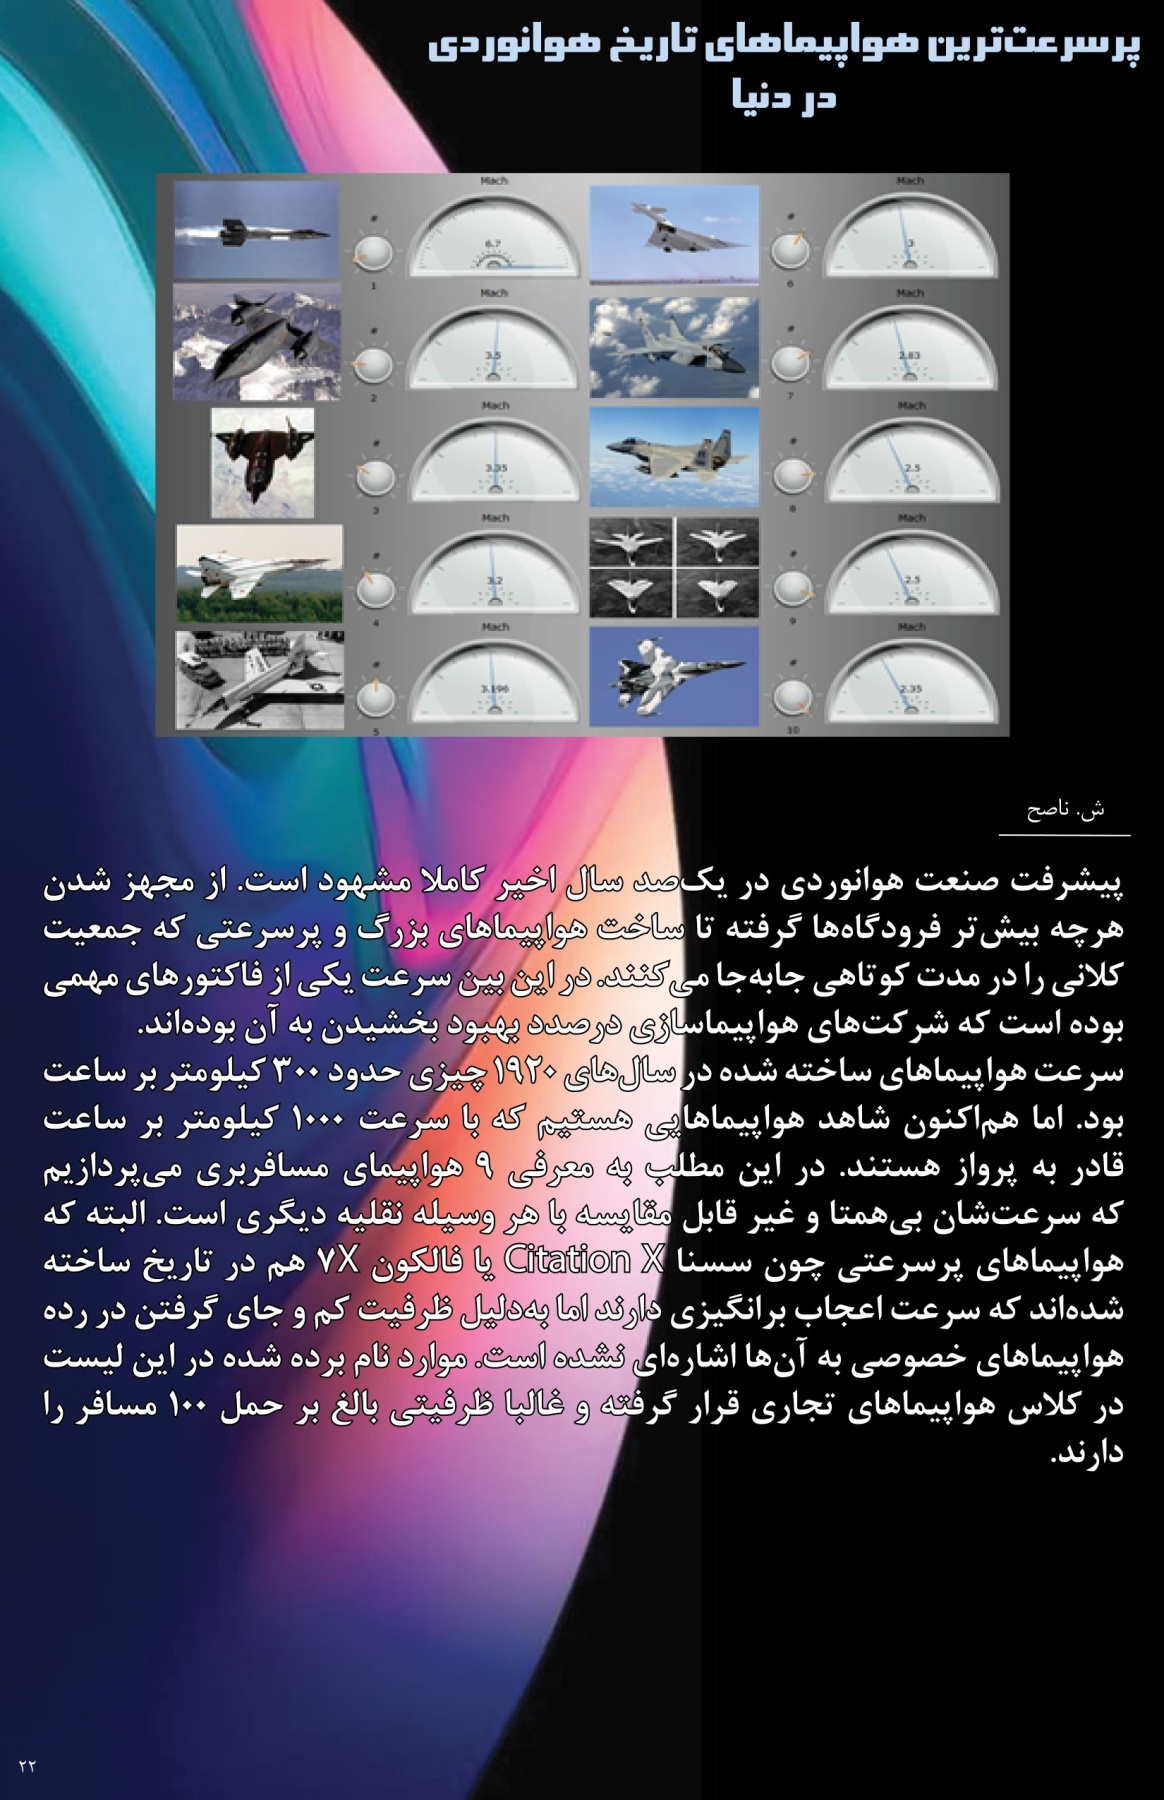 پرسرعت‌ترین هواپیماهای تاریخ هوانوردی
در دنیا
Mach
6.7
#
1
Mach
3
#
6
Mach
3.5
#
2
Mach
2.83
#
7
Mach
3.35
#
3
Mach
2.5
#
8
Mach
3.2
#
4
Mach
2.5
#
9
Mach
3.196
#
5
Mach
2.35
#
10
ش. ناصح
پیشرفت صنعت هوانوردی در یک‌صد سال اخیر کاملا مشهود است. از مجهز شدن
هرچه بیش‌تر فرودگاه‌ها گرفته تا ساخت هواپیماهای بزرگ و پرسرعتی که جمعیت
کلانی را در مدت کوتاهی جابه‌جا می‌کنند. در این بین سرعت یکی از فاکتورهای مهمی
بوده است که شرکت‌های هواپیماسازی درصدد بهبود بخشیدن به آن بوده‌اند.
سرعت هواپیماهای ساخته شده در سال‌های ۱۹۲۰ چیزی حدود ۳۰۰ کیلومتر بر ساعت
بود. اما هم‌اکنون شاهد هواپیماهایی هستیم که با سرعت ۱۰۰۰ کیلومتر بر ساعت
قادر به پرواز هستند. در این مطلب به معرفی ۹ هواپیمای مسافربری می‌پردازیم
که سرعت‌شان بی‌همتا و غیر قابل مقایسه با هر وسیله نقلیه دیگری است. البته که
هواپیماهای پرسرعتی چون سسنا Citation X یا فالکون ۷X هم در تاریخ ساخته
شده‌اند که سرعت اعجاب برانگیزی دارند اما به‌دلیل ظرفیت کم و جای گرفتن در رده
هواپیماهای خصوصی به آن‌ها اشاره‌ای نشده است. موارد نام برده شده در این لیست
در کلاس هواپیماهای تجاری قرار گرفته و غالبا ظرفیتی بالغ بر حمل ۱۰۰ مسافر را
دارند.
۲۲